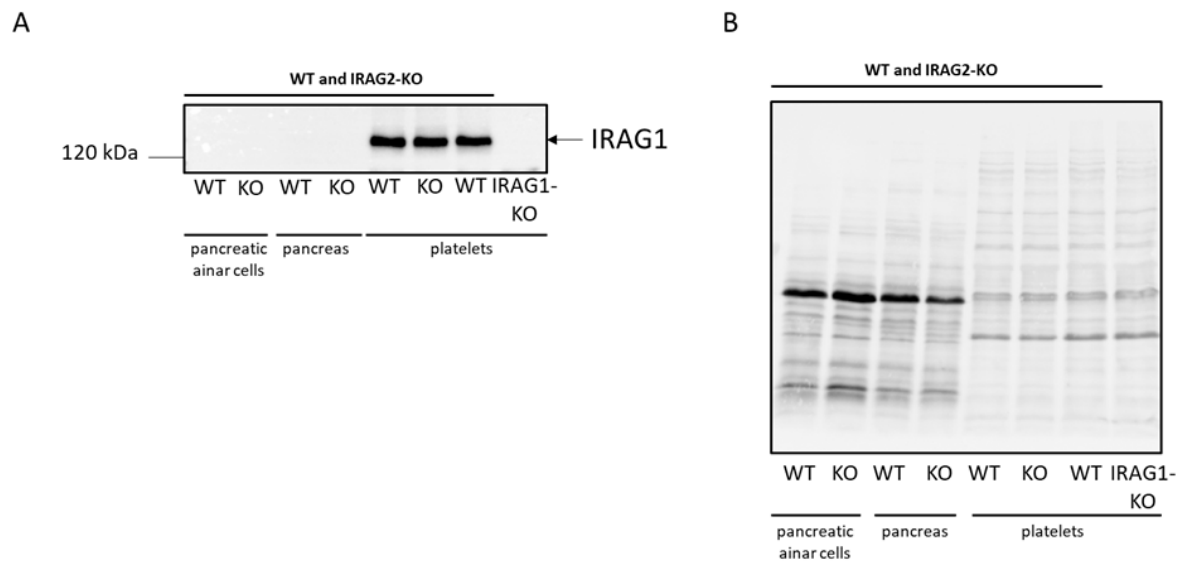 A
WT and IRAG2-KO
120 kDa
IRAG1
WT KO WT KO WT KO WT IRAG1-
KO
pancreatic
ainar cells
pancreas
platelets
B
WT and IRAG2-KO
WT KO WT KO WT KO WT IRAG1-
KO
pancreatic
ainar cells
pancreas
platelets